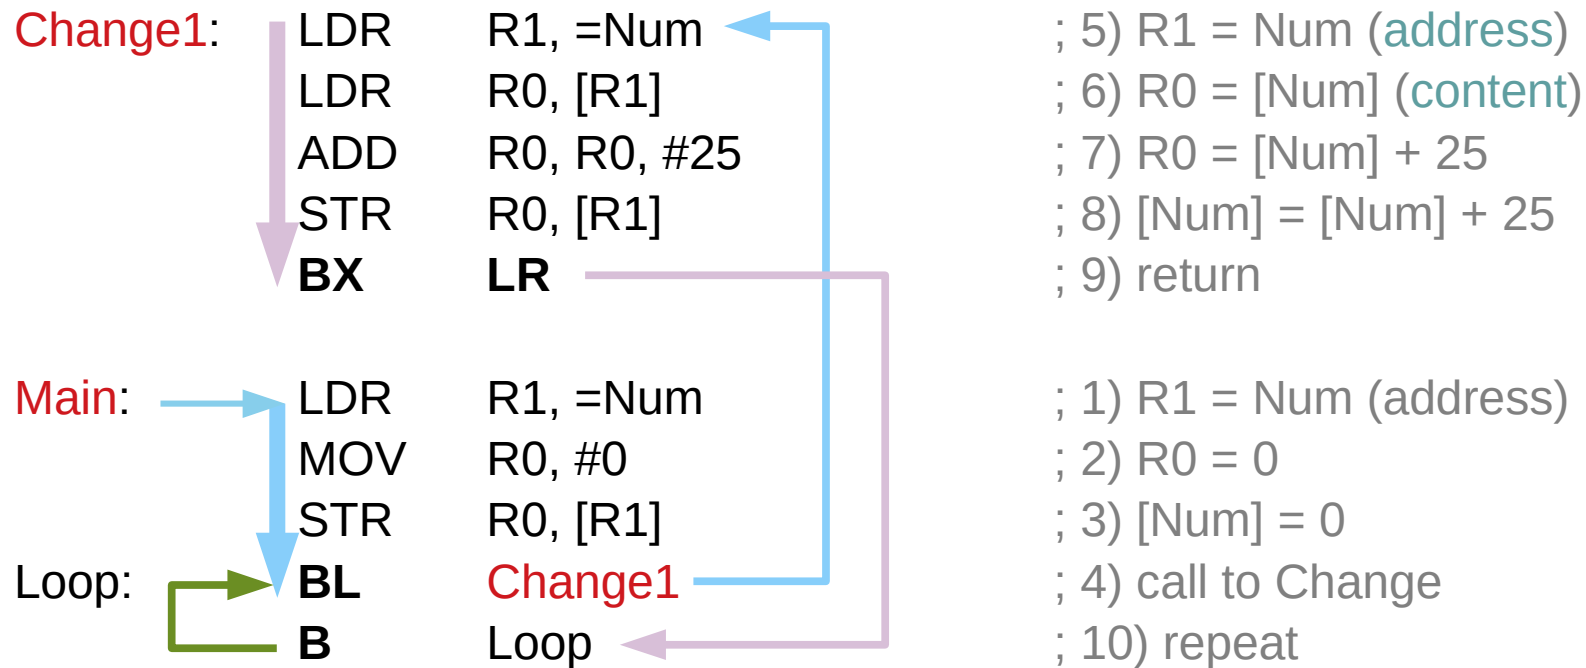 Change1: LDR R1, =Num ; 5) R1 = Num (address)
LDR R0, [R1] ; 6) R0 = [Num] (content)
ADD R0, R0, #25 ; 7) R0 = [Num] + 25
STR R0, [R1] ; 8) [Num] = [Num] + 25
BX LR ; 9) return
Main: LDR R1, =Num ; 1) R1 = Num (address)
MOV R0, #0 ; 2) R0 = 0
STR R0, [R1] ; 3) [Num] = 0
Loop: BL Change1 ; 4) call to Change
B Loop ; 10) repeat